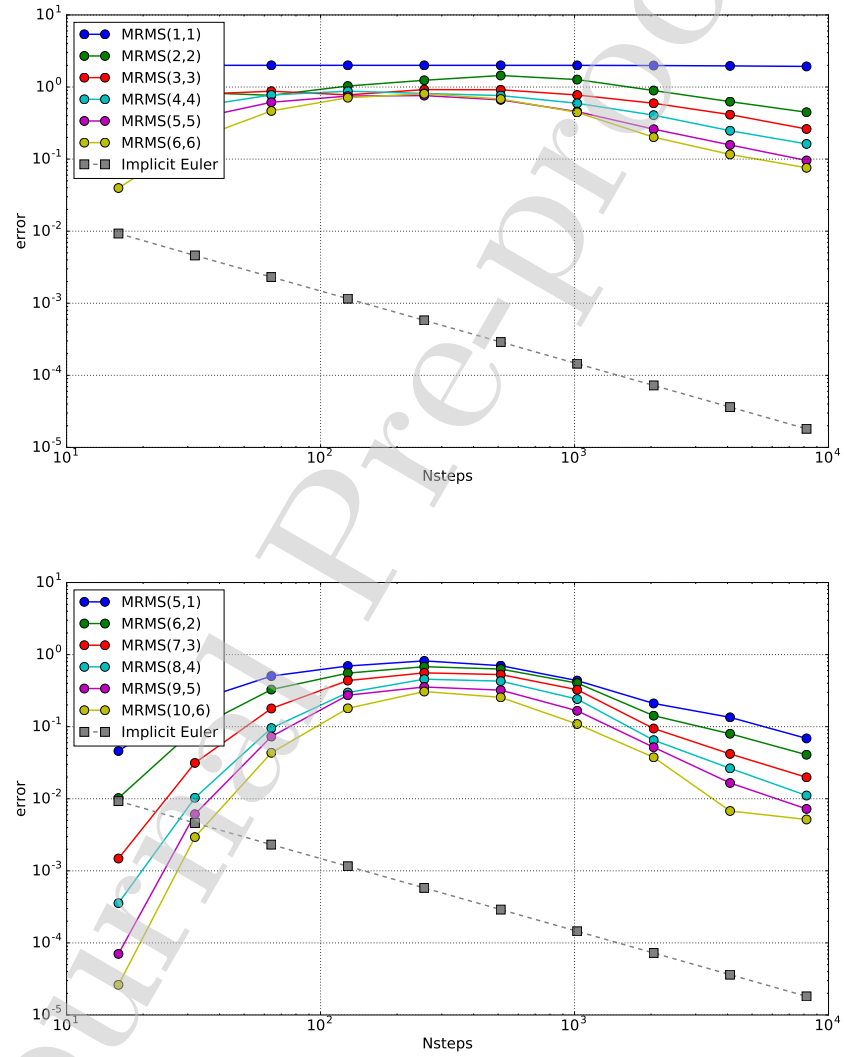 10^1
10^0
10^-1
10^-2
10^-3
10^-4
10^-5
error
MRMS(1,1)
MRMS(2,2)
MRMS(3,3)
MRMS(4,4)
MRMS(5,5)
MRMS(6,6)
Implicit Euler
10^1 10^2 10^3 10^4
Nsteps
10^1
10^0
10^-1
10^-2
10^-3
10^-4
10^-5
error
MRMS(5,1)
MRMS(6,2)
MRMS(7,3)
MRMS(8,4)
MRMS(9,5)
MRMS(10,6)
Implicit Euler
10^1 10^2 10^3 10^4
Nsteps
urnal Pre-proo